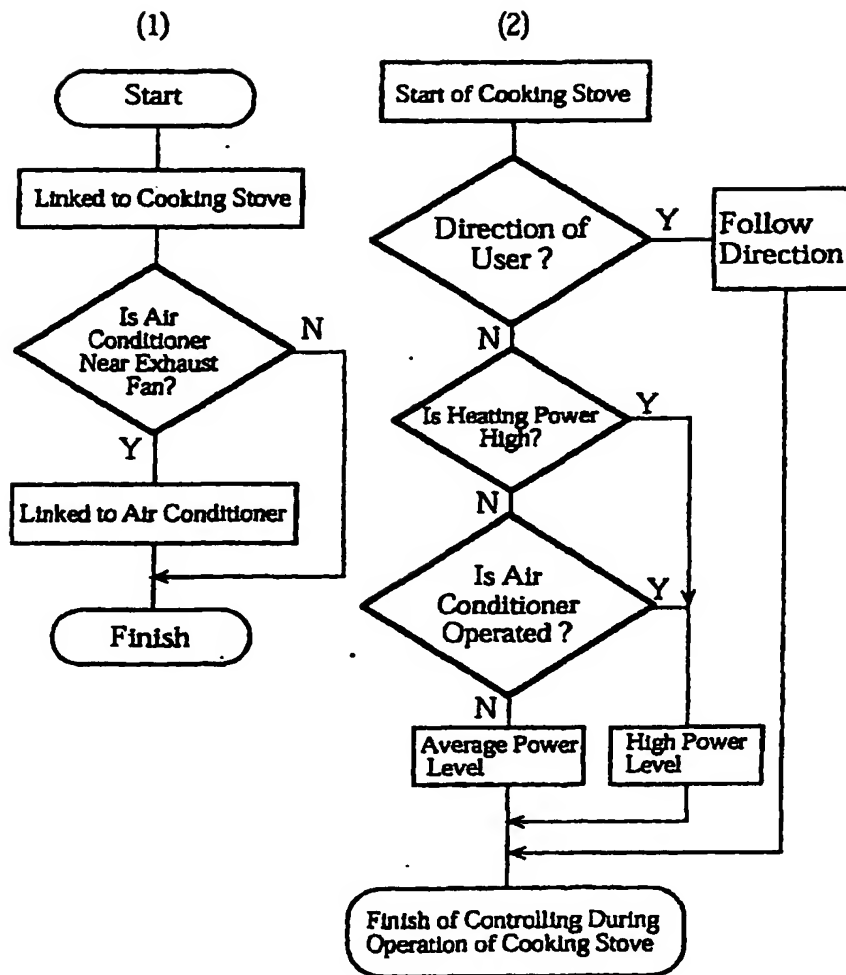 (1)
Start
Linked to Cooking Stove
Is Air
Conditioner
Near Exhaust
Fan?
N
Y
Linked to Air Conditioner
Finish
(2)
Start of Cooking Stove
Direction of
User ?
Y
Follow
Direction
N
Is Heating Power
High?
Y
N
Is Air
Conditioner
Operated ?
Y
N
Average Power
Level
High Power
Level
Finish of Controlling During
Operation of Cooking Stove